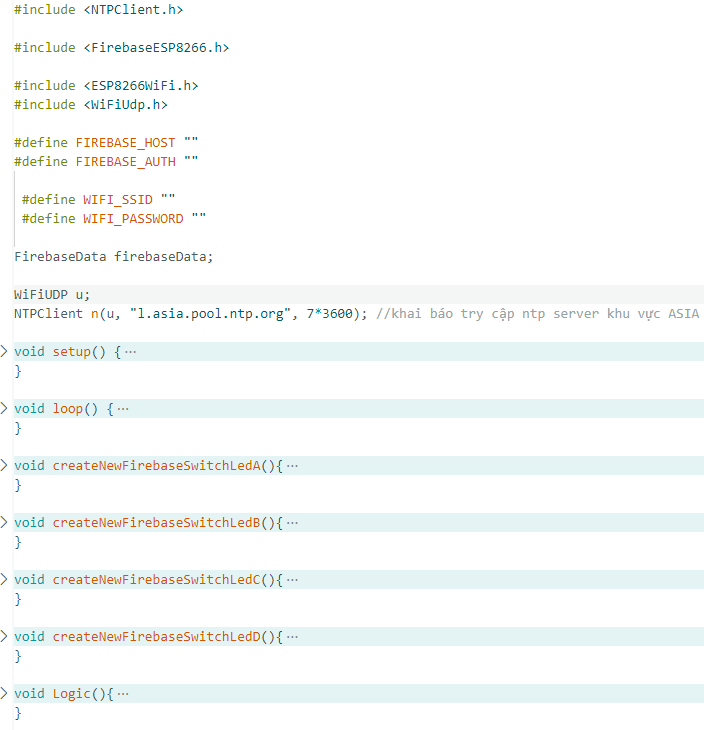 #include <NTPClient.h>
#include <FirebaseESP8266.h>
#include <ESP8266WiFi.h>
#include <WiFiUdp.h>
#define FIREBASE_HOST ""
#define FIREBASE_AUTH ""
#define WIFI_SSID ""
#define WIFI_PASSWORD ""
FirebaseData firebaseData;
WiFiUDP u;
NTPClient n(u, "l.asia.pool.ntp.org", 7*3600); //khai báo try cập ntp server khu vực ASIA
void setup() { ···
}
void loop() { ···
}
void createNewFirebaseSwitchLedA(){ ···
}
void createNewFirebaseSwitchLedB(){ ···
}
void createNewFirebaseSwitchLedC(){ ···
}
void createNewFirebaseSwitchLedD(){ ···
}
void Logic(){ ···
}